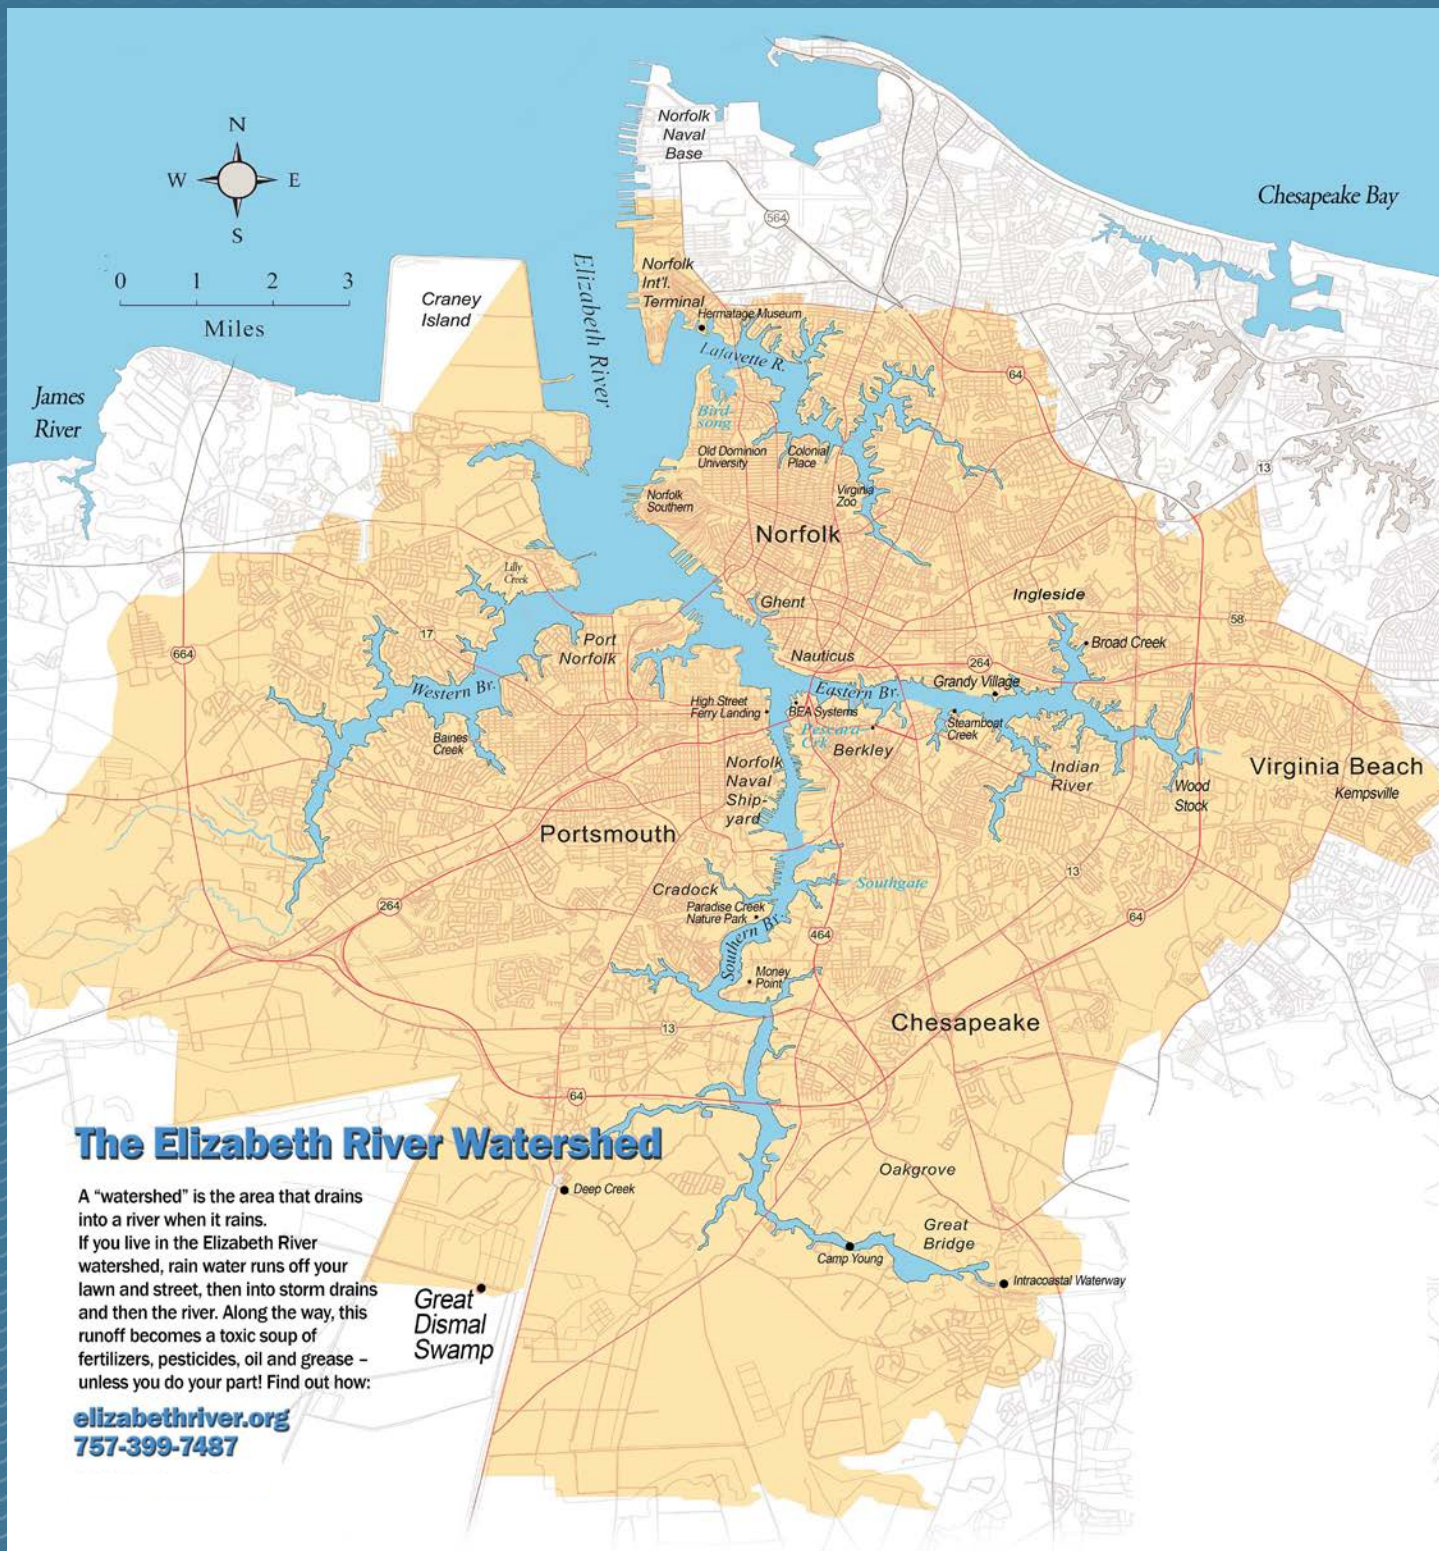 Norfolk
Naval
Base
N
W
E
S
Chesapeake Bay
564
0 1 2 3
Miles
Craney
Island
Elizabeth River
Norfolk
Int'l.
Terminal
Hermatage Museum
Lafayette R.
64
James
River
Bird-
song
Old Dominion
University
Colonial
Place
13
Virginia
Zoo
Norfolk
Southern
Norfolk
Lilly
Creek
Ghent
Ingleside
58
17
664
Port
Norfolk
Nauticus
Broad Creek
264
Grandy Village
Western Br.
Eastern Br.
High Street
Ferry Landing
BEA Systems
Steamboat
Creek
Baines
Creek
Pescara
Crk.
Berkley
Norfolk
Naval
Ship-
yard
Indian
River
Virginia Beach
Kempsville
Wood
Stock
Portsmouth
13
Cradock
Southgate
264
Paradise Creek
Nature Park
64
Southern Br.
464
Money
Point
Chesapeake
13
64
The Elizabeth River Watershed
A “watershed” is the area that drains
into a river when it rains.
If you live in the Elizabeth River
watershed, rain water runs off your
lawn and street, then into storm drains
and then the river. Along the way, this
runoff becomes a toxic soup of
fertilizers, pesticides, oil and grease –
unless you do your part! Find out how:
elizabethriver.org
757-399-7487
Oakgrove
Deep Creek
Great
Bridge
Camp Young
Intracoastal Waterway
Great
Dismal
Swamp